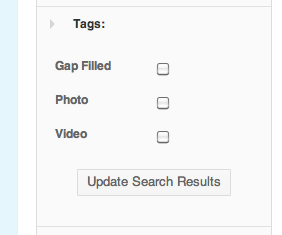 Tags:
Gap Filled
Photo
Video
Update Search Results